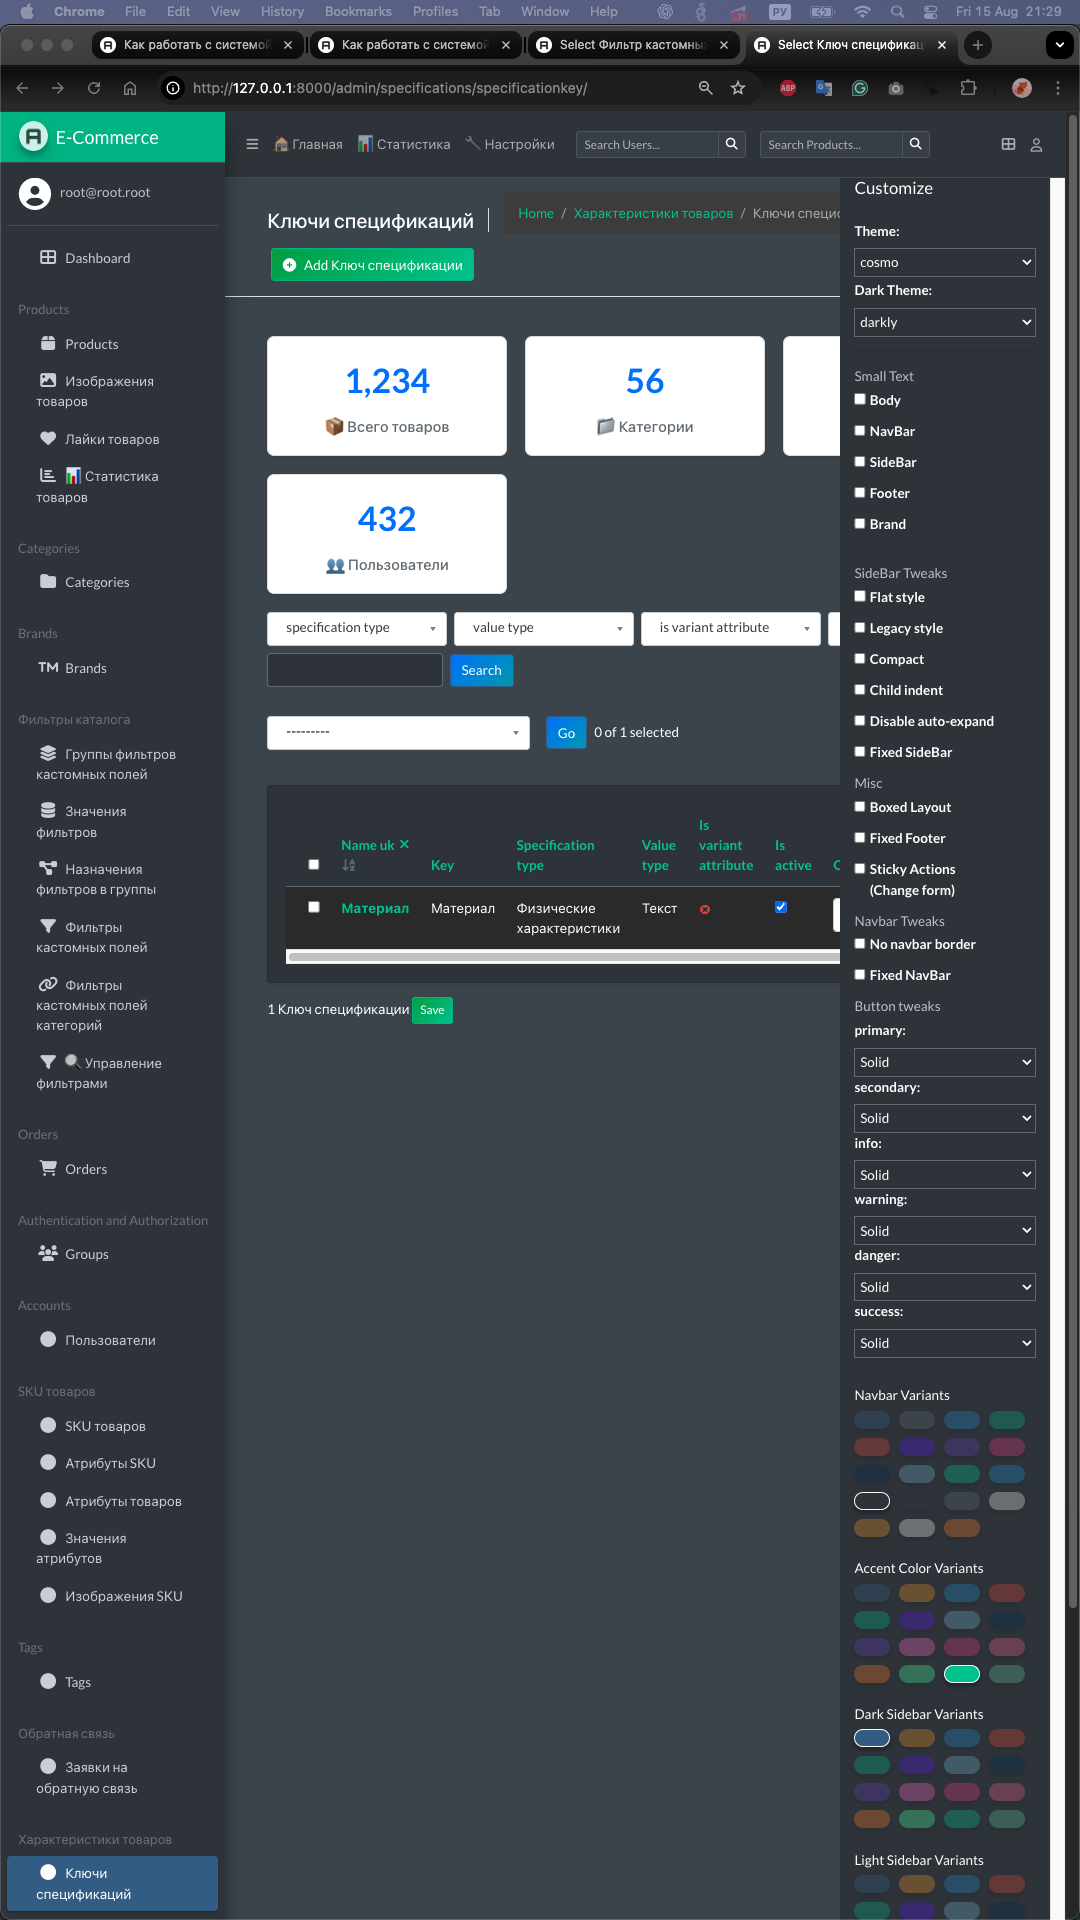 Chrome File Edit View History Bookmarks Profiles Tab Window Help РУ Fri 15 Aug 21:29
Как работать с системой
Как работать с системой
Select Фильтр кастомны
Select Ключ спецификац
http://127.0.0.1:8000/admin/specifications/specificationkey/
ABP
E-Commerce
Главная Статистика Настройки Search Users... Search Products...
root@root.root
Dashboard
Products
Products
Изображения
товаров
Лайки товаров
Статистика
товаров
Categories
Categories
Brands
TM Brands
Фильтры каталога
Группы фильтров
кастомных полей
Значения
фильтров
Назначения
фильтров в группы
Фильтры
кастомных полей
Фильтры
кастомных полей
категорий
Управление
фильтрами
Orders
Orders
Authentication and Authorization
Groups
Accounts
Пользователи
SKU товаров
SKU товаров
Атрибуты SKU
Атрибуты товаров
Значения
атрибутов
Изображения SKU
Tags
Tags
Обратная связь
Заявки на
обратную связь
Характеристики товаров
Ключи
спецификаций
Ключи спецификаций
Home / Характеристики товаров / Ключи специс
Add Ключ спецификации
1,234
Всего товаров
56
Категории
432
Пользователи
specification type value type is variant attribute
Search
---------
Go
0 of 1 selected
Name uk
Key
Specification
type
Value
type
Is
variant
attribute
Is
active
Материал Материал Физические
характеристики
Текст
1 Ключ спецификации Save
Customize
Theme:
cosmo
Dark Theme:
darkly
Small Text
Body
NavBar
SideBar
Footer
Brand
SideBar Tweaks
Flat style
Legacy style
Compact
Child indent
Disable auto-expand
Fixed SideBar
Misc
Boxed Layout
Fixed Footer
Sticky Actions
(Change form)
Navbar Tweaks
No navbar border
Fixed NavBar
Button tweaks
primary:
Solid
secondary:
Solid
info:
Solid
warning:
Solid
danger:
Solid
success:
Solid
Navbar Variants
Accent Color Variants
Dark Sidebar Variants
Light Sidebar Variants